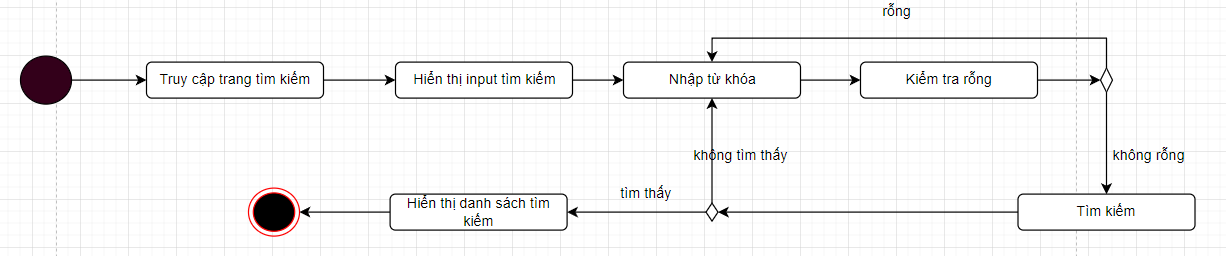 rỗng
Truy cập trang tìm kiếm
Hiển thị input tìm kiếm
Nhập từ khóa
Kiểm tra rỗng
không tìm thấy
không rỗng
tìm thấy
Hiển thị danh sách tìm
kiếm
Tìm kiếm